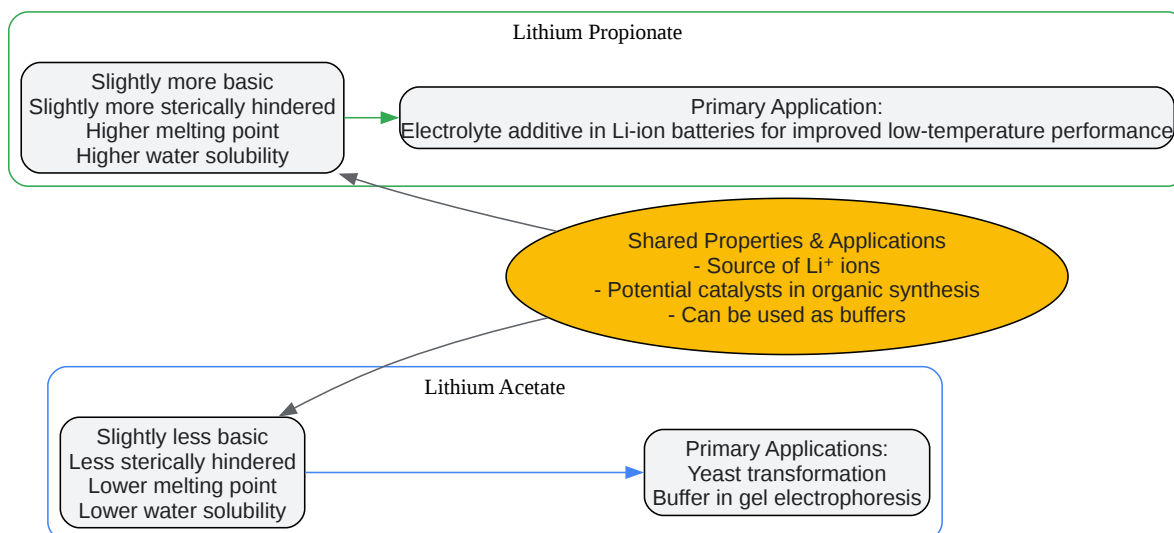 Lithium Propionate
Slightly more basic
Slightly more sterically hindered
Higher melting point
Higher water solubility
Primary Application:
Electrolyte additive in Li-ion batteries for improved low-temperature performance
Shared Properties & Applications
- Source of Li⁺ ions
- Potential catalysts in organic synthesis
- Can be used as buffers
Lithium Acetate
Slightly less basic
Less sterically hindered
Lower melting point
Lower water solubility
Primary Applications:
Yeast transformation
Buffer in gel electrophoresis